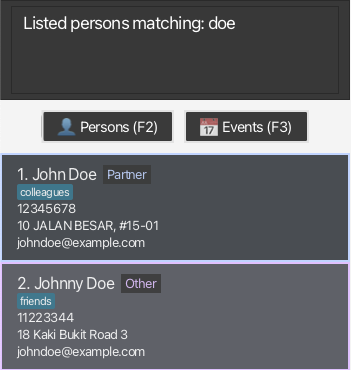 Listed persons matching: doe
Persons (F2)
17
Events (F3)
1. John Doe Partner
colleagues
12345678
10 JALAN BESAR, #15-01
johndoe@example.com
2. Johnny Doe Other
friends
11223344
18 Kaki Bukit Road 3
johndoe@example.com